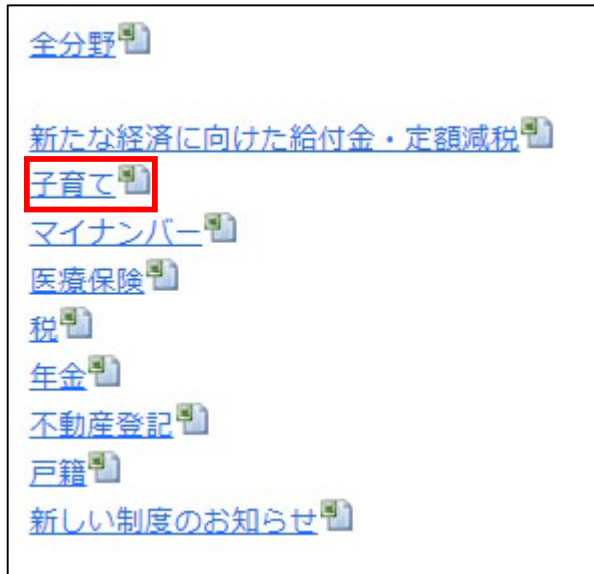 全分野
新たな経済に向けた給付金・定額減税
子育て
マイナンバー
医療保険
税
年金
不動産登記
戸籍
新しい制度のお知らせ